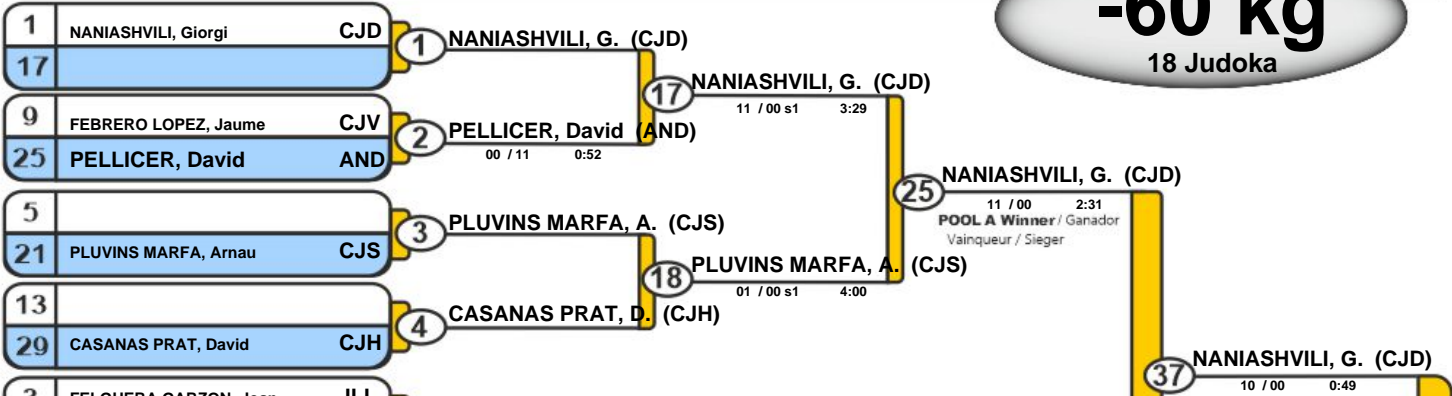 -60 kg
18 Judoka
1 NANIASHVILI, Giorgi CJD
17
1 NANIASHVILI, G. (CJD)
9 FEBRERO LOPEZ, Jaume CJV
25 PELLICER, David AND
2 PELLICER, David (AND)
00 / 11 0:52
17 NANIASHVILI, G. (CJD)
11 / 00 s1 3:29
5
21 PLUVINS MARFA, Arnau CJS
3 PLUVINS MARFA, A. (CJS)
13
29 CASANAS PRAT, David CJH
4 CASANAS PRAT, D. (CJH)
18 PLUVINS MARFA, A. (CJS)
01 / 00 s1 4:00
25 NANIASHVILI, G. (CJD)
11 / 00 2:31
POOL A Winner / Ganador
Vainqueur / Sieger
37 NANIASHVILI, G. (CJD)
10 / 00 0:49